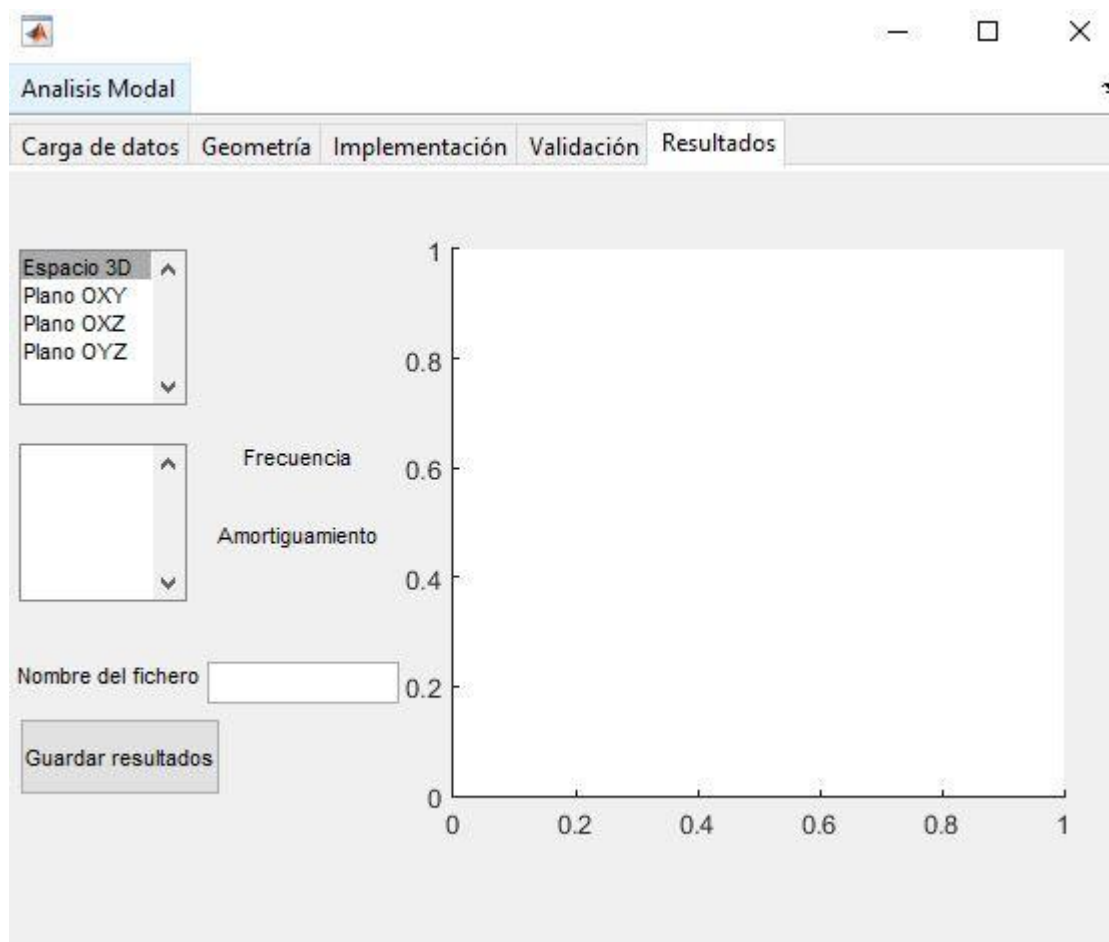 Analisis Modal
Carga de datos Geometría Implementación Validación Resultados
Espacio 3D
Plano OXY
Plano OXZ
Plano OYZ
Frecuencia
Amortiguamiento
Nombre del fichero
Guardar resultados
1
0.8
0.6
0.4
0.2
0
0 0.2 0.4 0.6 0.8 1